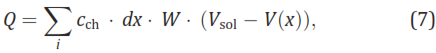 Q = ∑_i c_ch · dx · W · (V_sol − V(x)), (7)